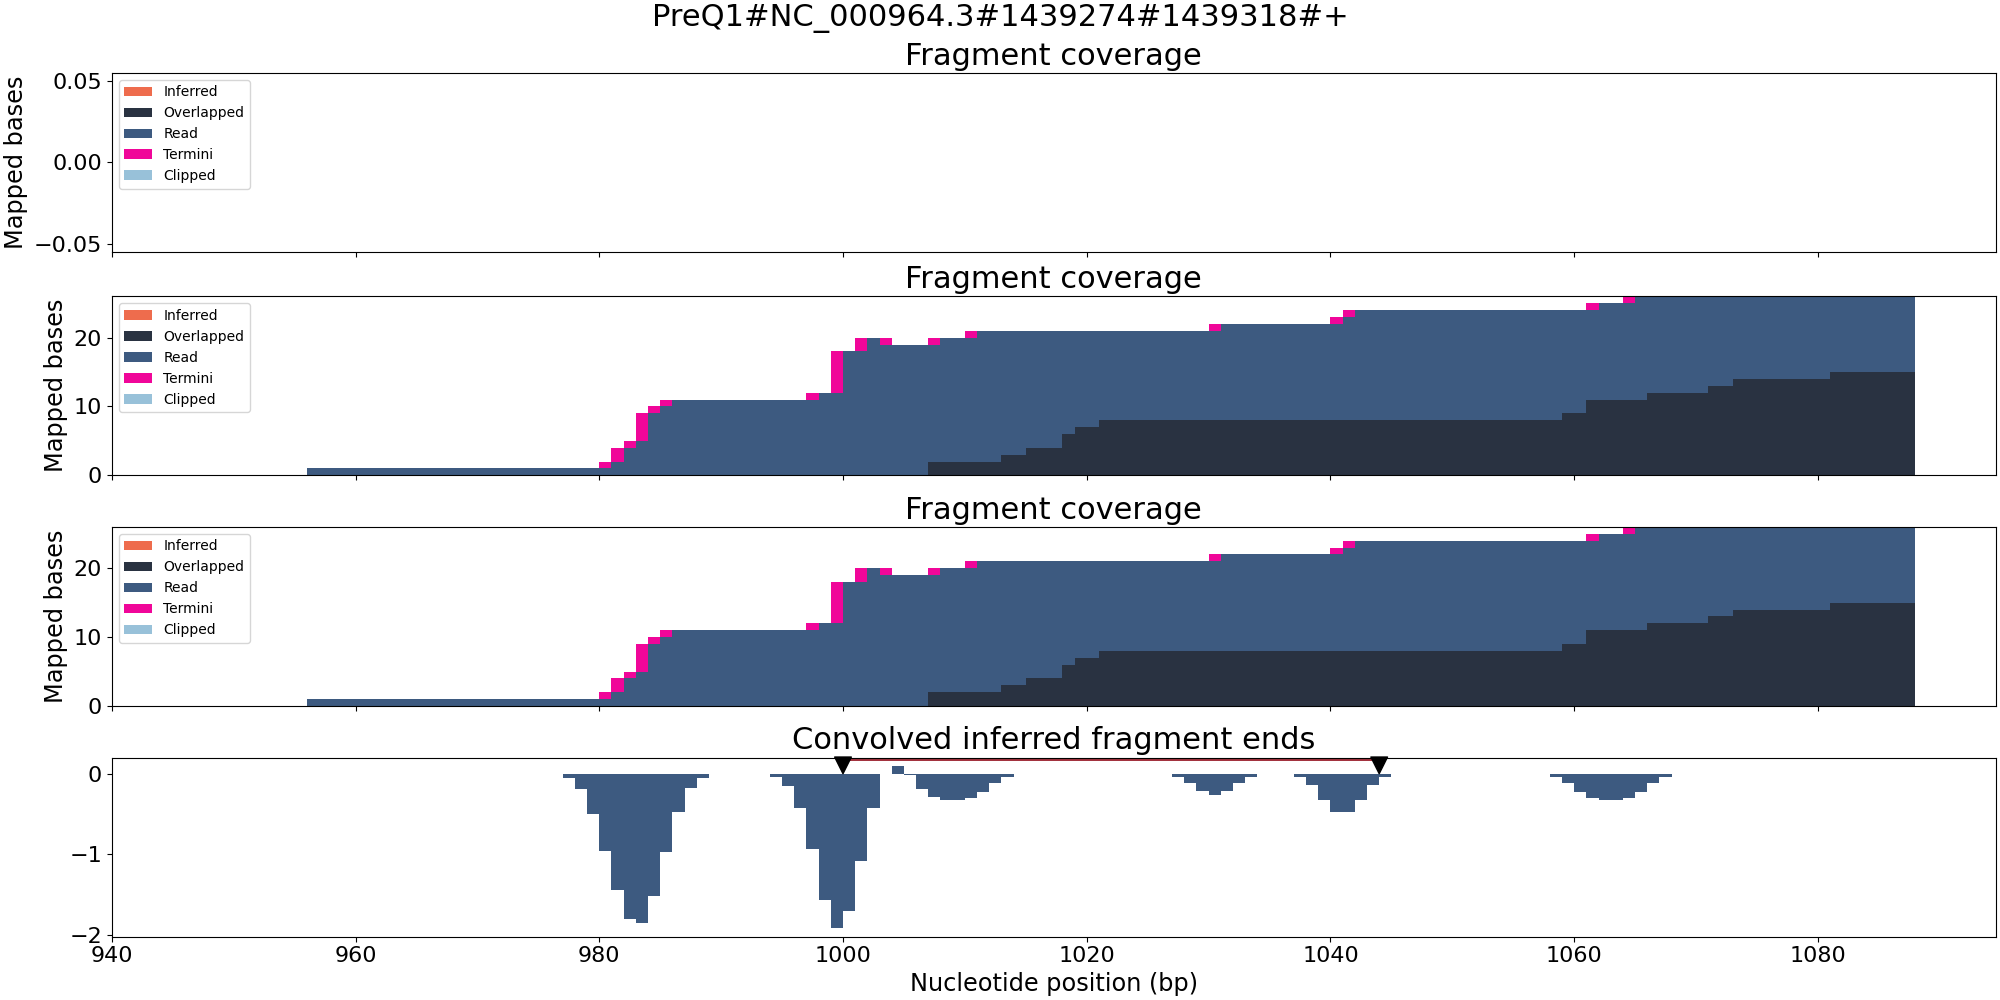 PreQ1#NC_000964.3#1439274#1439318#+
Fragment coverage
Mapped bases
0.05
0.00
−0.05
Inferred
Overlapped
Read
Termini
Clipped
Fragment coverage
Mapped bases
20
10
0
Inferred
Overlapped
Read
Termini
Clipped
Fragment coverage
Mapped bases
20
10
0
Inferred
Overlapped
Read
Termini
Clipped
Convolved inferred fragment ends
0
−1
−2
940 960 980 1000 1020 1040 1060 1080
Nucleotide position (bp)